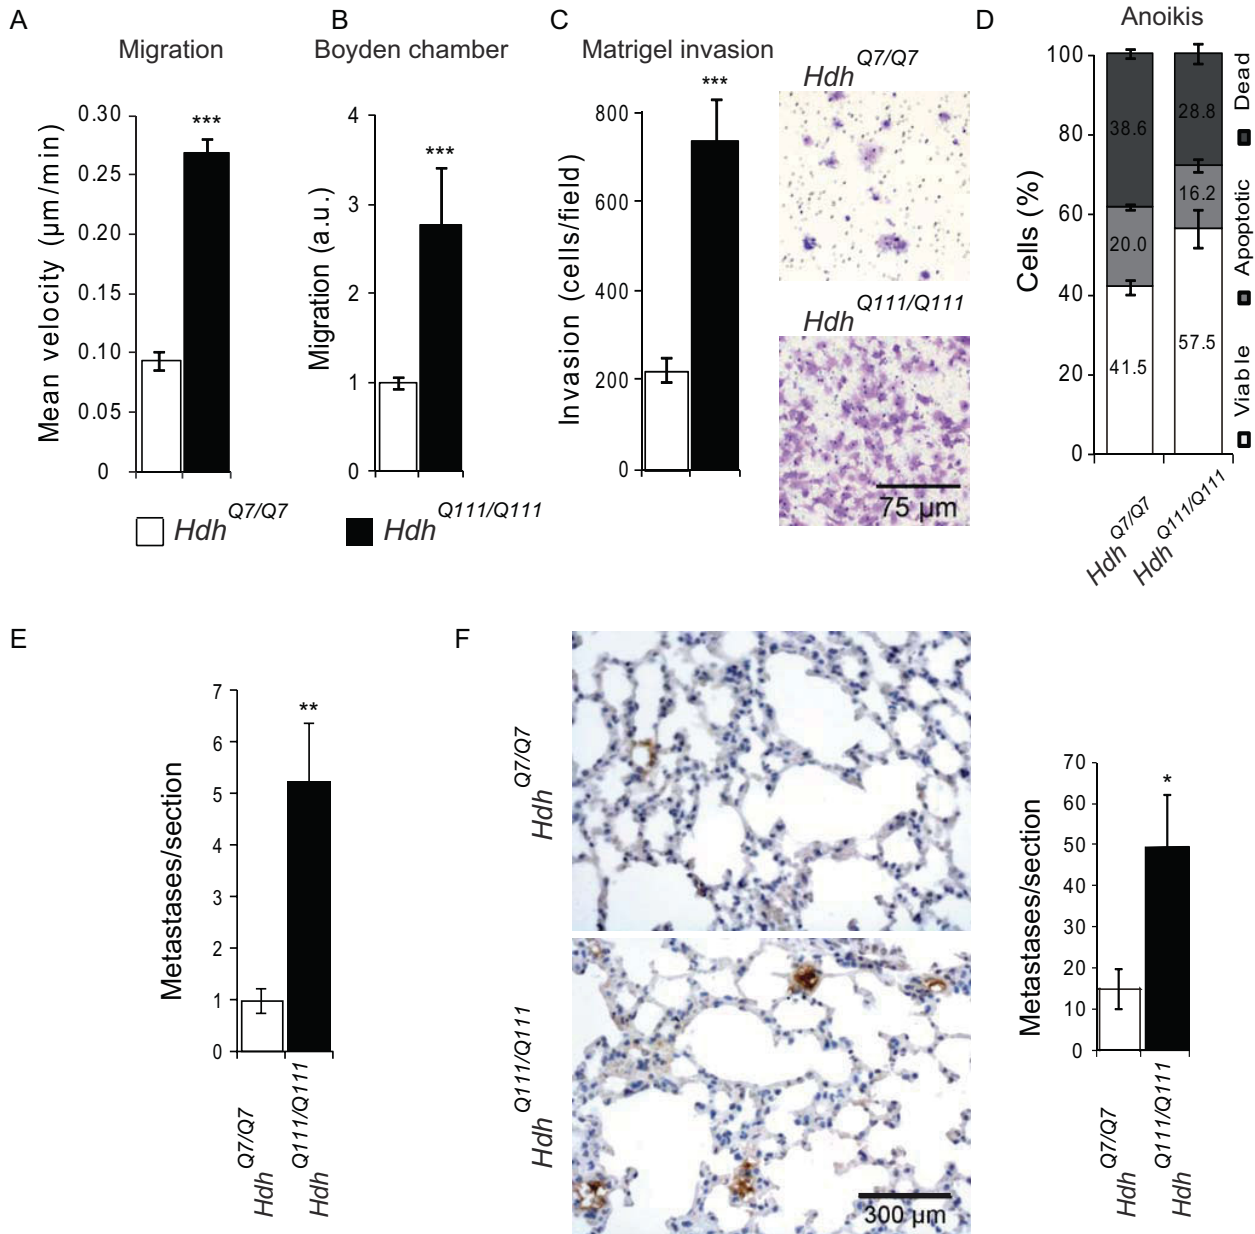 A
Migration
Mean velocity (µm/min)
0.30
0.25
0.20
0.10
0.05
0
***
B
Boyden chamber
Migration (a.u.)
4
3
2
1
0
***
C
Matrigel invasion
Invasion (cells/field)
800
600
400
200
0
***
Hdh Q7/Q7
Hdh Q111/Q111
75 µm
Hdh Q7/Q7
Hdh Q111/Q111
D
Anoikis
Cells (%)
100
80
60
40
20
0
38.6
20.0
41.5
28.8
16.2
57.5
Hdh Q7/Q7
Hdh Q111/Q111
Viable
Apoptotic
Dead
E
Metastases/section
7
6
5
4
3
2
1
0
**
Hdh Q7/Q7
Hdh Q111/Q111
F
Hdh Q7/Q7
Hdh Q111/Q111
300 µm
Metastases/section
70
60
50
40
30
20
10
0
*
Hdh Q7/Q7
Hdh Q111/Q111